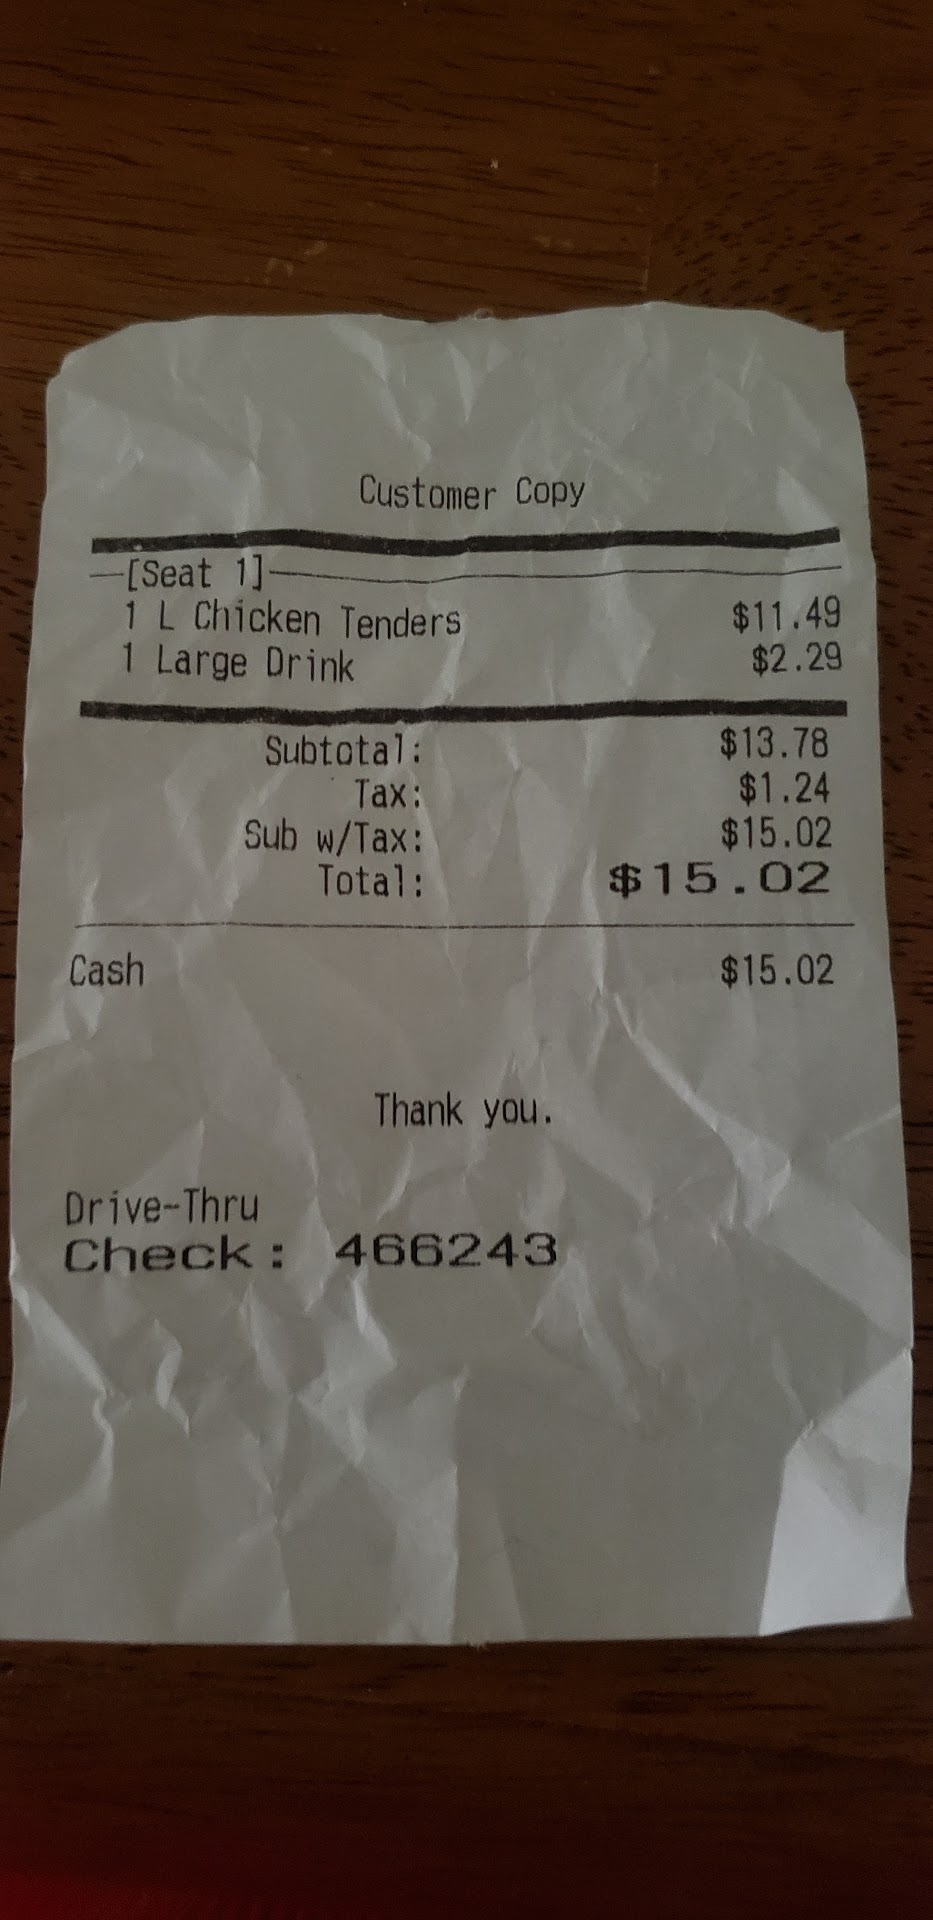 Customer Copy
[Seat 1]
1 L Chicken Tenders $11.49
1 Large Drink $2.29
Subtotal: $13.78
Tax: $1.24
Sub w/Tax: $15.02
Total: $15.02
Cash $15.02
Thank you.
Drive-Thru
Check: 466243